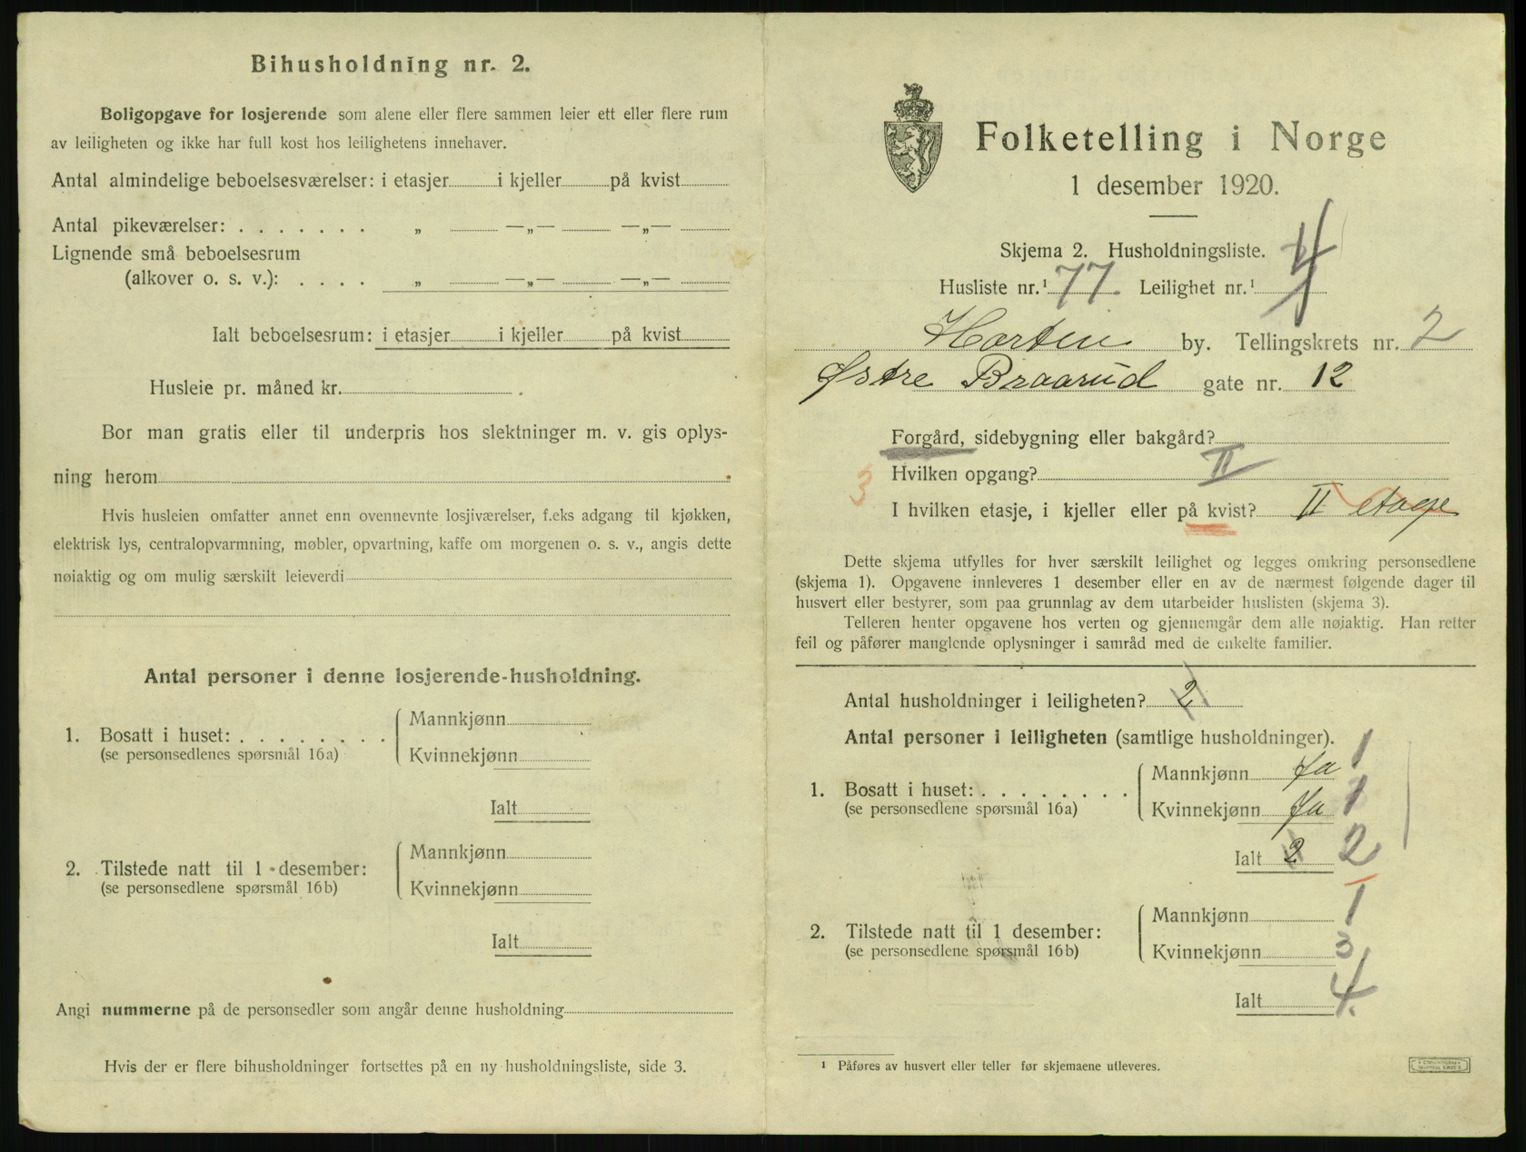 Bihusholdning nr. 2.
Boligopgave for losjerende som alene eller flere sammen leier ett eller flere rum
av leiligheten og ikke har full kost hos leilighetens innehaver.
Antal almindelige beboelsesværelser: i etasjer i kjeller på kvist
Antal pikeværelser: . . . . . . . „ —„— —„—
Lignende små beboelsesrum
(alkover o. s. v.): . . . . „ —„— —„—
Ialt beboelsesrum: i etasjer i kjeller på kvist
Husleie pr. måned kr. .
Bor man gratis eller til underpris hos slektninger m. v. gis oplys-
ning herom
Hvis husleien omfatter annet enn ovennevnte losjiværelser, f.eks adgang til kjøkken,
elektrisk lys, centralopvarmning, møbler, opvartning, kaffe om morgenen o. s. v., angis dette
nøiaktig og om mulig særskilt leieverdi
Antal personer i denne losjerende-husholdning.
1. Bosatt i huset: . . . . . . . .
(se personsedlenes spørsmål 16a)
Mannkjønn
Kvinnekjønn
Ialt
2. Tilstede natt til 1 desember:
(se personsedlene spørsmål 16b)
Mannkjønn
Kvinnekjønn
Ialt
Angi nummerne på de personsedler som angår denne husholdning
Hvis der er flere bihusholdninger fortsettes på en ny husholdningsliste, side 3.
Folketelling i Norge
1 desember 1920.
Skjema 2. Husholdningsliste.
Husliste nr.¹ 77. Leilighet nr.¹ 4
Horten by. Tellingskrets nr. 2
Østre Braarud gate nr. 12
Forgård, sidebygning eller bakgård?
Hvilken opgang? II
3
I hvilken etasje, i kjeller eller på kvist? II etage
Dette skjema utfylles for hver særskilt leilighet og legges omkring personsedlene
(skjema 1). Opgavene innleveres 1 desember eller en av de nærmest følgende dager til
husvert eller bestyrer, som paa grunnlag av dem utarbeider huslisten (skjema 3).
Telleren henter opgavene hos verten og gjennemgår dem alle nøiaktig. Han retter
feil og påfører manglende oplysninger i samråd med de enkelte familier.
Antal husholdninger i leiligheten? 2
Antal personer i leiligheten (samtlige husholdninger).
1. Bosatt i huset: . . . . . . . .
(se personsedlene spørsmål 16a)
Mannkjønn Ja 1
Kvinnekjønn Ja 1
Ialt 2 2
2. Tilstede natt til 1 desember:
(se personsedlene spørsmål 16b)
Mannkjønn 1
Kvinnekjønn 3
Ialt 4.
¹ Påføres av husvert eller teller før skjemaene utleveres.